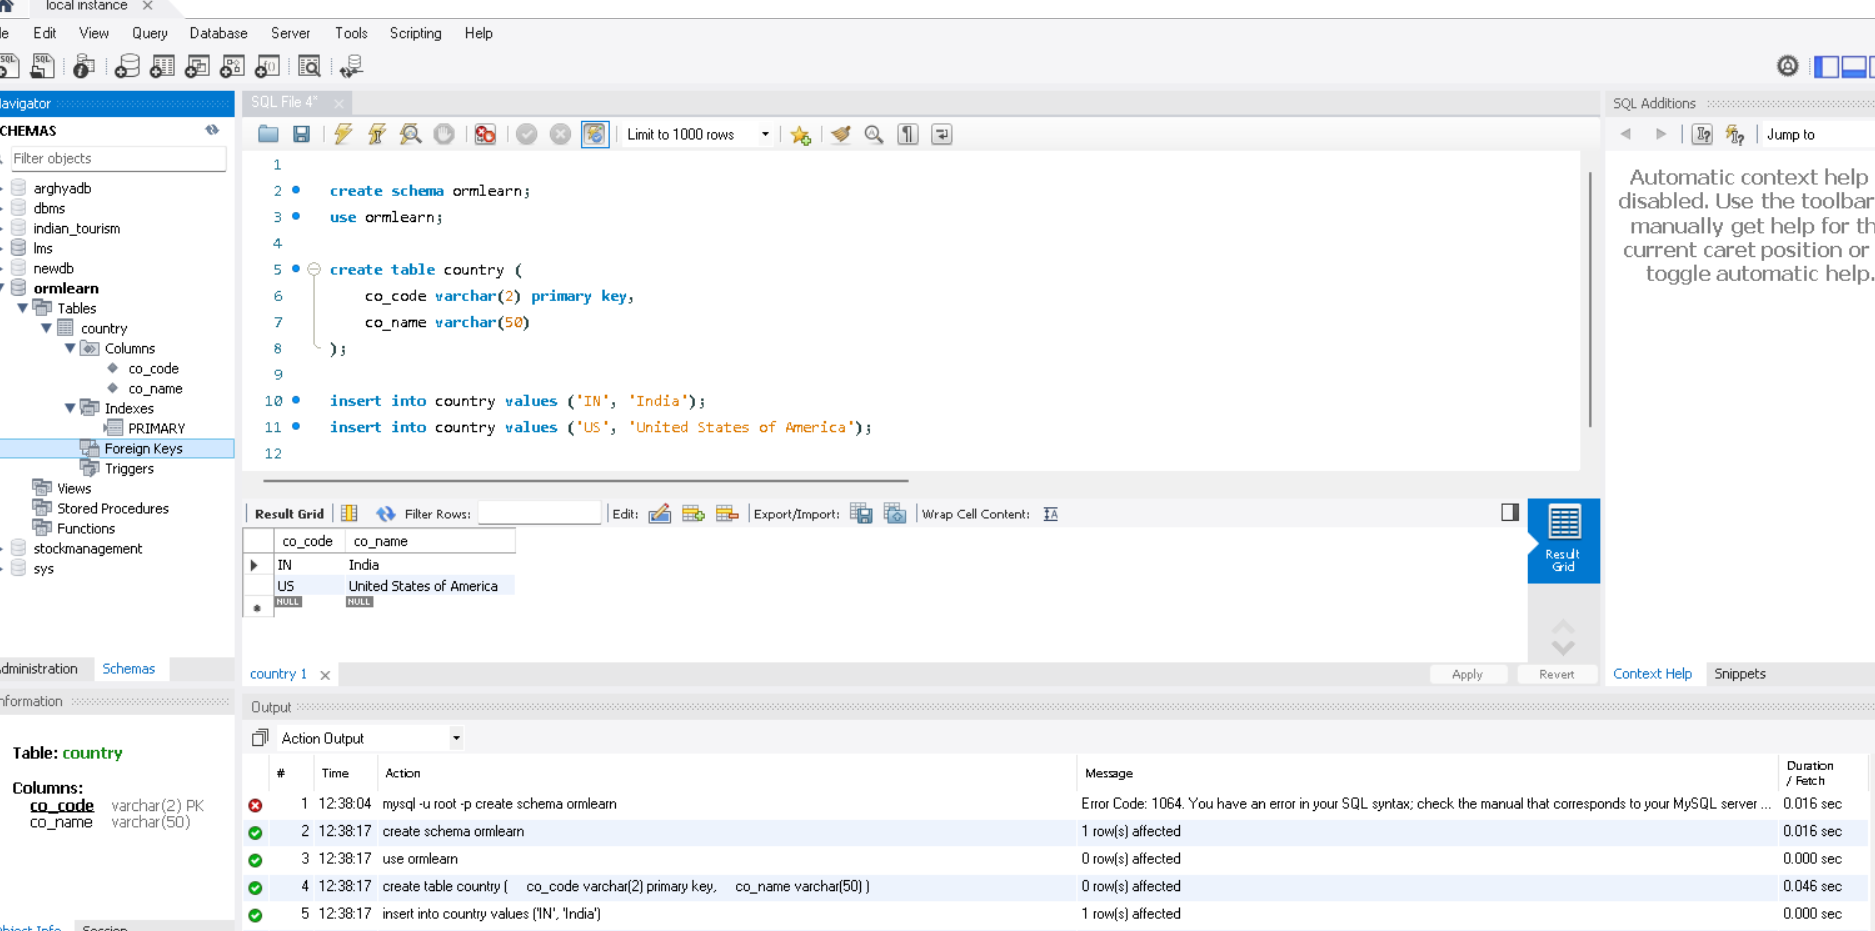 local instance
Edit View Query Database Server Tools Scripting Help
Navigator
SQL File 4*
SQL Additions
SCHEMAS
Limit to 1000 rows
Jump to
Filter objects
arghyadb
dbms
indian_tourism
lms
newdb
ormlearn
Tables
country
Columns
co_code
co_name
Indexes
PRIMARY
Foreign Keys
Triggers
Views
Stored Procedures
Functions
stockmanagement
sys
1
2 create schema ormlearn;
3 use ormlearn;
4
5 create table country (
6 co_code varchar(2) primary key,
7 co_name varchar(50)
8 );
9
10 insert into country values ('IN', 'India');
11 insert into country values ('US', 'United States of America');
12
Automatic context help
disabled. Use the toolbar
manually get help for th
current caret position or
toggle automatic help.
Result Grid Filter Rows: Edit: Export/Import: Wrap Cell Content:
co_code co_name
IN India
US United States of America
NULL NULL
Result
Grid
Administration Schemas
country 1
Apply Revert
Context Help Snippets
Information
Table: country
Columns:
co_code varchar(2) PK
co_name varchar(50)
Object Info Session
Output
Action Output
# Time Action Message Duration / Fetch
1 12:38:04 mysql -u root -p create schema ormlearn Error Code: 1064. You have an error in your SQL syntax; check the manual that corresponds to your MySQL server ... 0.016 sec
2 12:38:17 create schema ormlearn 1 row(s) affected 0.016 sec
3 12:38:17 use ormlearn 0 row(s) affected 0.000 sec
4 12:38:17 create table country ( co_code varchar(2) primary key, co_name varchar(50) ) 0 row(s) affected 0.046 sec
5 12:38:17 insert into country values ('IN', 'India') 1 row(s) affected 0.000 sec